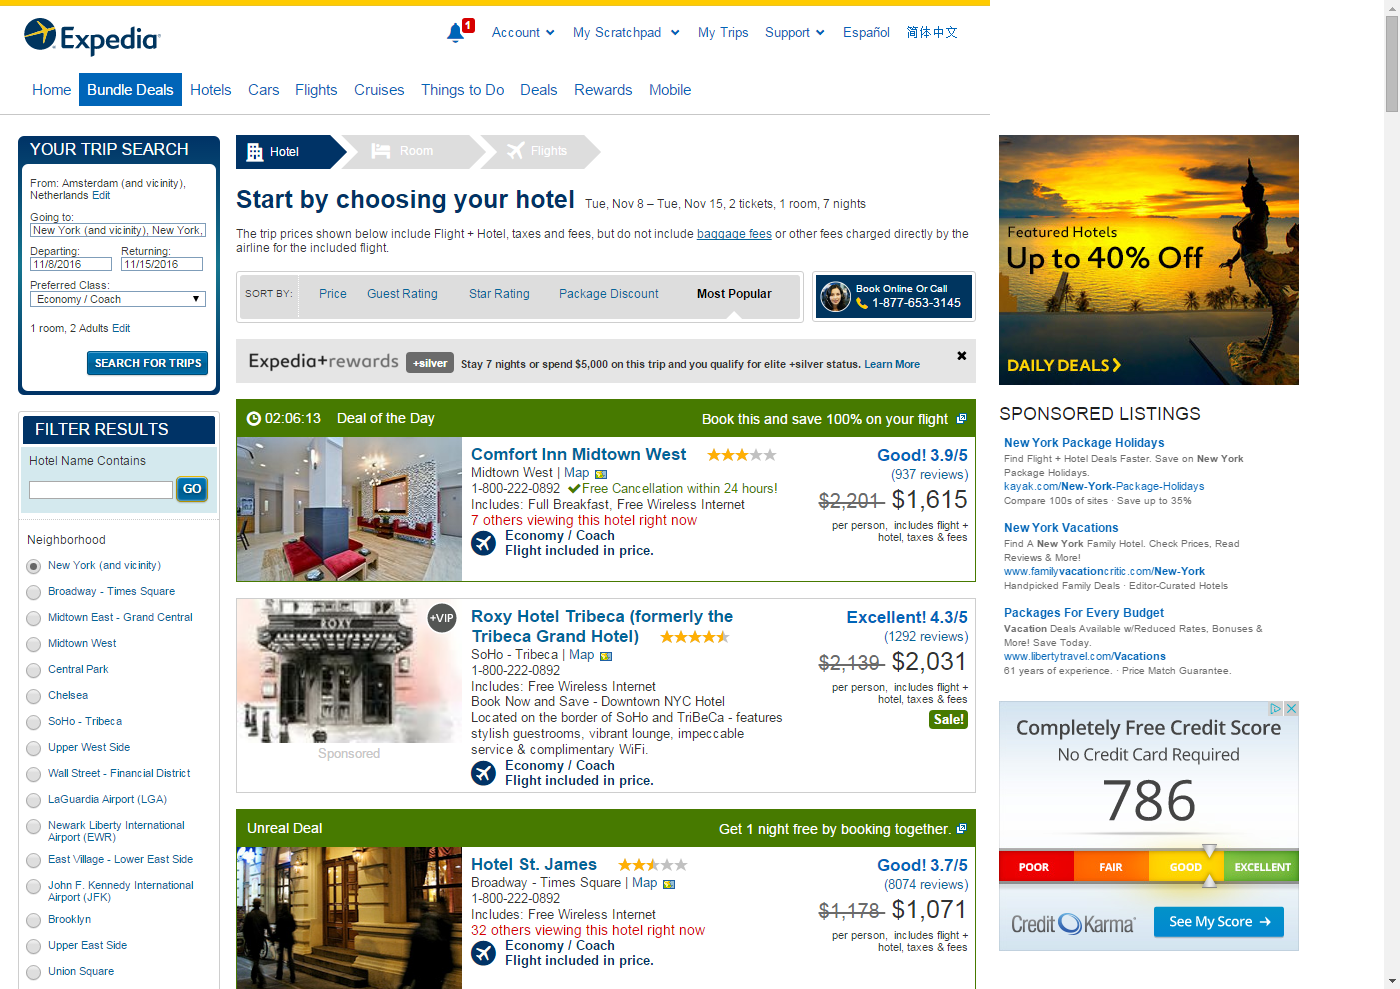 Expedia
1
Account
My Scratchpad
My Trips
Support
Español
简体中文
Home
Bundle Deals
Hotels
Cars
Flights
Cruises
Things to Do
Deals
Rewards
Mobile
YOUR TRIP SEARCH
From: Amsterdam (and vicinity),
Netherlands Edit
Going to:
New York (and vicinity), New York,
Departing:
Returning:
11/8/2016
11/15/2016
Preferred Class:
Economy / Coach
1 room, 2 Adults Edit
SEARCH FOR TRIPS
FILTER RESULTS
Hotel Name Contains
GO
Neighborhood
New York (and vicinity)
Broadway - Times Square
Midtown East - Grand Central
Midtown West
Central Park
Chelsea
SoHo - Tribeca
Upper West Side
Wall Street - Financial District
LaGuardia Airport (LGA)
Newark Liberty International
Airport (EWR)
East Village - Lower East Side
John F. Kennedy International
Airport (JFK)
Brooklyn
Upper East Side
Union Square
Hotel
Room
Flights
Start by choosing your hotel
Tue, Nov 8 – Tue, Nov 15, 2 tickets, 1 room, 7 nights
The trip prices shown below include Flight + Hotel, taxes and fees, but do not include baggage fees or other fees charged directly by the
airline for the included flight.
SORT BY:
Price
Guest Rating
Star Rating
Package Discount
Most Popular
Book Online Or Call
1-877-653-3145
Expedia+rewards
+silver
Stay 7 nights or spend $5,000 on this trip and you qualify for elite +silver status. Learn More
02:06:13
Deal of the Day
Book this and save 100% on your flight
Comfort Inn Midtown West
Midtown West | Map
1-800-222-0892
Free Cancellation within 24 hours!
Includes: Full Breakfast, Free Wireless Internet
7 others viewing this hotel right now
Economy / Coach
Flight included in price.
Good! 3.9/5
(937 reviews)
$2,201 $1,615
per person, includes flight +
hotel, taxes & fees
ROXY
+VIP
Sponsored
Roxy Hotel Tribeca (formerly the
Tribeca Grand Hotel)
SoHo - Tribeca | Map
1-800-222-0892
Includes: Free Wireless Internet
Book Now and Save - Downtown NYC Hotel
Located on the border of SoHo and TriBeCa - features
stylish guestrooms, vibrant lounge, impeccable
service & complimentary WiFi.
Economy / Coach
Flight included in price.
Excellent! 4.3/5
(1292 reviews)
$2,139 $2,031
per person, includes flight +
hotel, taxes & fees
Sale!
Unreal Deal
Get 1 night free by booking together.
Hotel St. James
Broadway - Times Square | Map
1-800-222-0892
Includes: Free Wireless Internet
32 others viewing this hotel right now
Economy / Coach
Flight included in price.
Good! 3.7/5
(8074 reviews)
$1,178 $1,071
per person, includes flight +
hotel, taxes & fees
Featured Hotels
Up to 40% Off
DAILY DEALS
SPONSORED LISTINGS
New York Package Holidays
Find Flight + Hotel Deals Faster. Save on New York
Package Holidays.
kayak.com/New-York-Package-Holidays
Compare 100s of sites · Save up to 35%
New York Vacations
Find A New York Family Hotel. Check Prices, Read
Reviews & More!
www.familyvacationcritic.com/New-York
Handpicked Family Deals · Editor-Curated Hotels
Packages For Every Budget
Vacation Deals Available w/Reduced Rates, Bonuses &
More! Save Today.
www.libertytravel.com/Vacations
61 years of experience. · Price Match Guarantee.
Completely Free Credit Score
No Credit Card Required
786
POOR
FAIR
GOOD
EXCELLENT
Credit Karma
See My Score